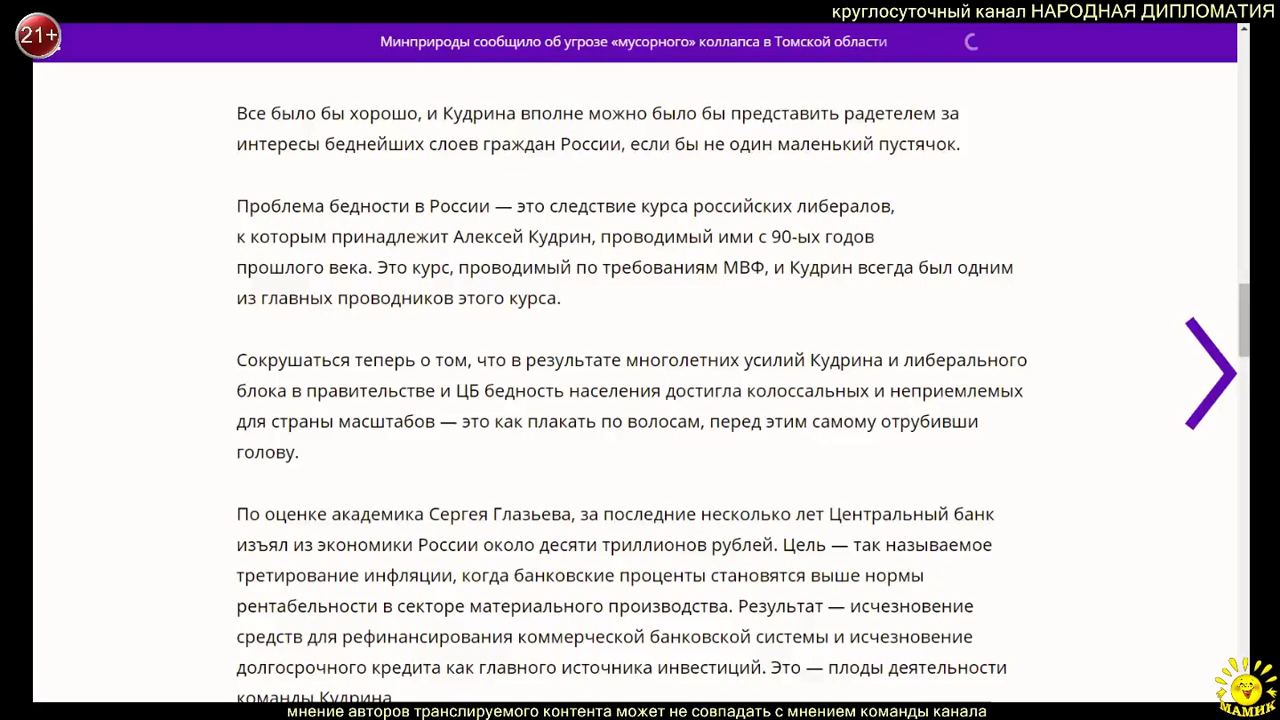 круглосуточный канал НАРОДНАЯ ДИПЛОМАТИЯ
21+
Минприроды сообщило об угрозе «мусорного» коллапса в Томской области
Все было бы хорошо, и Кудрина вполне можно было бы представить радетелем за
интересы беднейших слоев граждан России, если бы не один маленький пустячок.
Проблема бедности в России — это следствие курса российских либералов,
к которым принадлежит Алексей Кудрин, проводимый ими с 90-ых годов
прошлого века. Это курс, проводимый по требованиям МВФ, и Кудрин всегда был одним
из главных проводников этого курса.
Сокрушаться теперь о том, что в результате многолетних усилий Кудрина и либерального
блока в правительстве и ЦБ бедность населения достигла колоссальных и неприемлемых
для страны масштабов — это как плакать по волосам, перед этим самому отрубивши
голову.
По оценке академика Сергея Глазьева, за последние несколько лет Центральный банк
изъял из экономики России около десяти триллионов рублей. Цель — так называемое
третирование инфляции, когда банковские проценты становятся выше нормы
рентабельности в секторе материального производства. Результат — исчезновение
средств для рефинансирования коммерческой банковской системы и исчезновение
долгосрочного кредита как главного источника инвестиций. Это — плоды деятельности
команды Кудрина
МАМИК
мнение авторов транслируемого контента может не совпадать с мнением команды канала